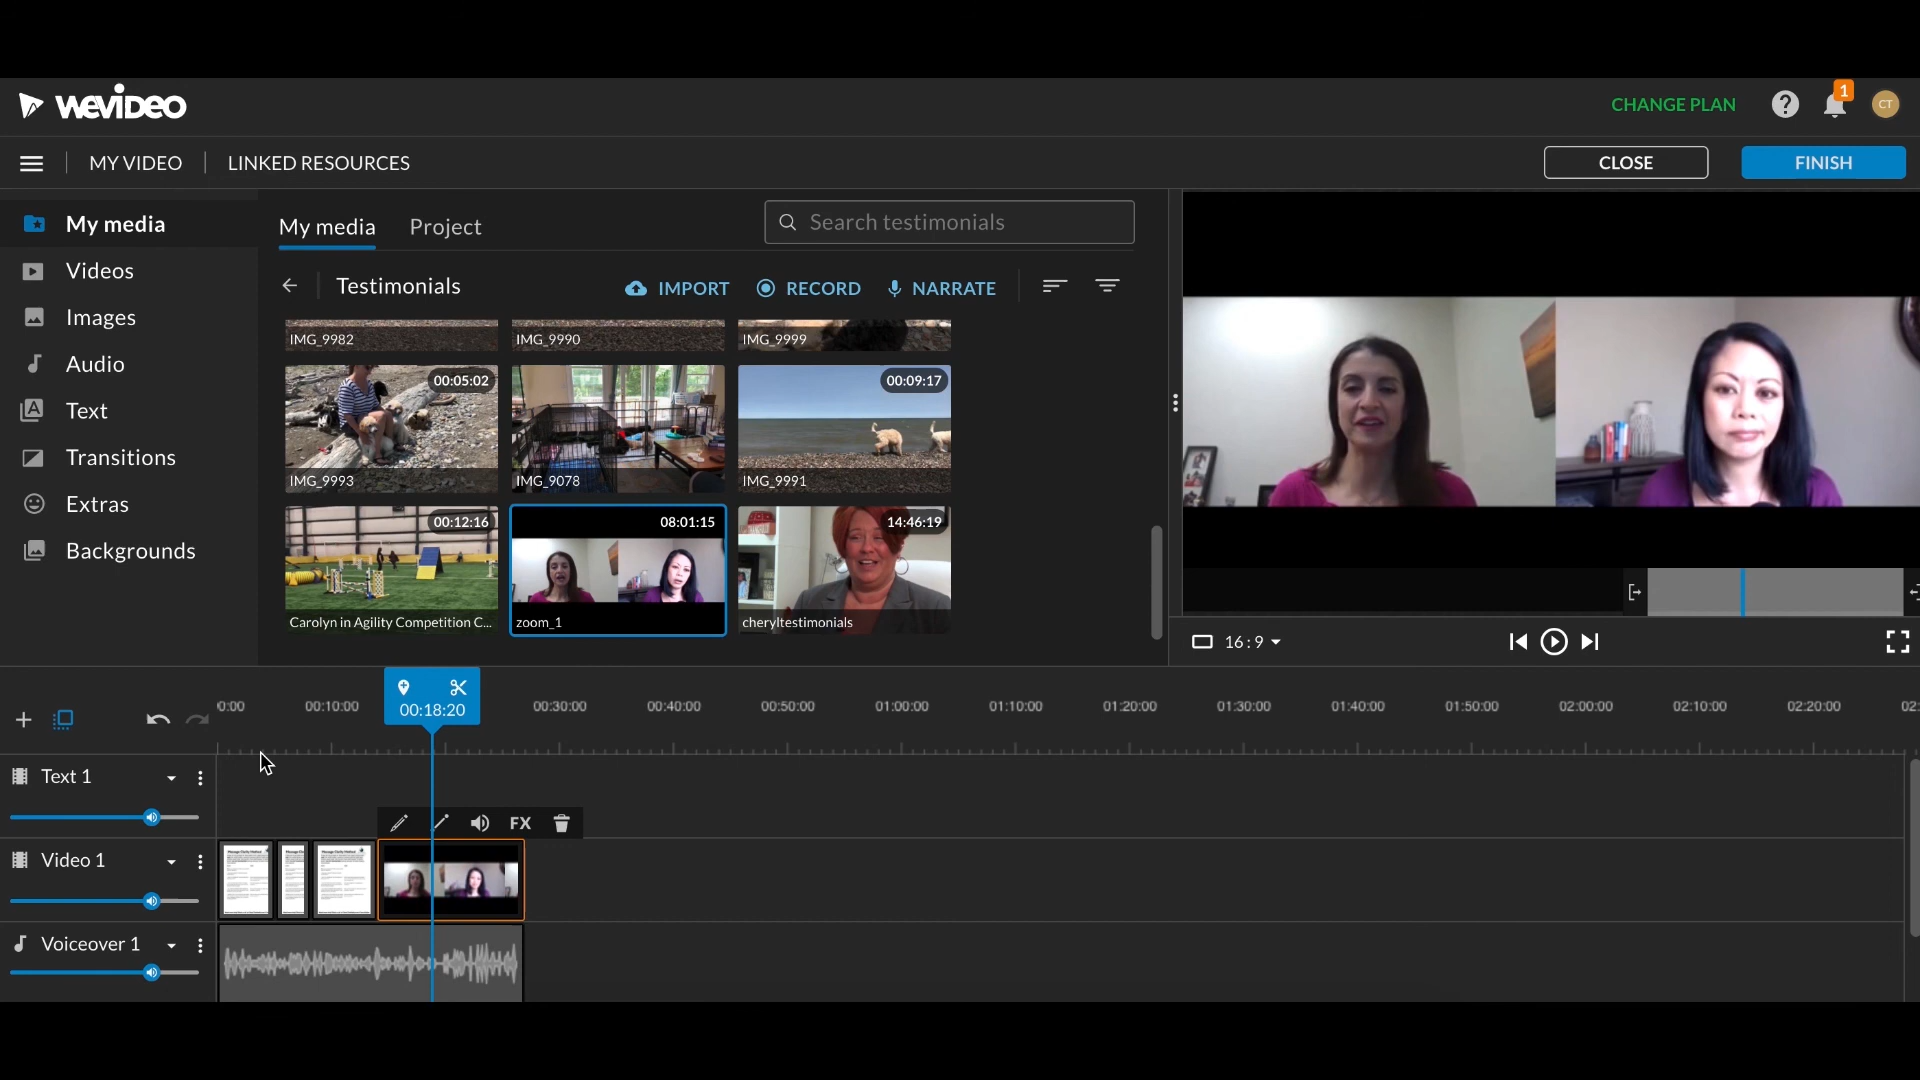 WEVIDEO
CHANGE PLAN
1
CT
MY VIDEO
LINKED RESOURCES
CLOSE
FINISH
My media
Videos
Images
Audio
Text
Transitions
Extras
Backgrounds
My media
Project
Search testimonials
Testimonials
IMPORT
RECORD
NARRATE
IMG_9982
IMG_9990
IMG_9999
00:05:02
00:09:17
IMG_9993
IMG_9078
IMG_9991
00:12:16
08:01:15
14:46:19
Carolyn in Agility Competition C...
zoom_1
cheryltestimonials
16:9
00:18:20
0:00
00:10:00
00:30:00
00:40:00
00:50:00
01:00:00
01:10:00
01:20:00
01:30:00
01:40:00
01:50:00
02:00:00
02:10:00
02:20:00
02:
Text 1
FX
Video 1
Voiceover 1